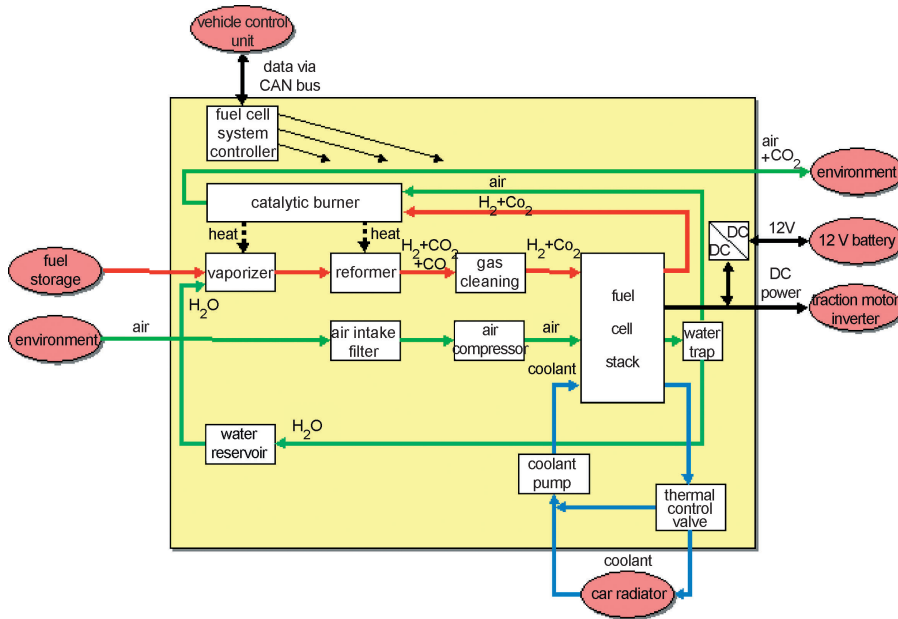 vehicle control
unit
data via
CAN bus
fuel cell
system
controller
air
+CO2
environment
air
catalytic burner
H2+Co2
12V
DC
DC
12 V battery
heat
heat
H2+CO2
+CO
H2+Co2
fuel
storage
vaporizer
reformer
gas
cleaning
fuel
cell
stack
DC
power
traction motor
inverter
H2O
environment
air
air intake
filter
air
compressor
air
water
trap
coolant
H2O
water
reservoir
coolant
pump
thermal
control
valve
coolant
car radiator